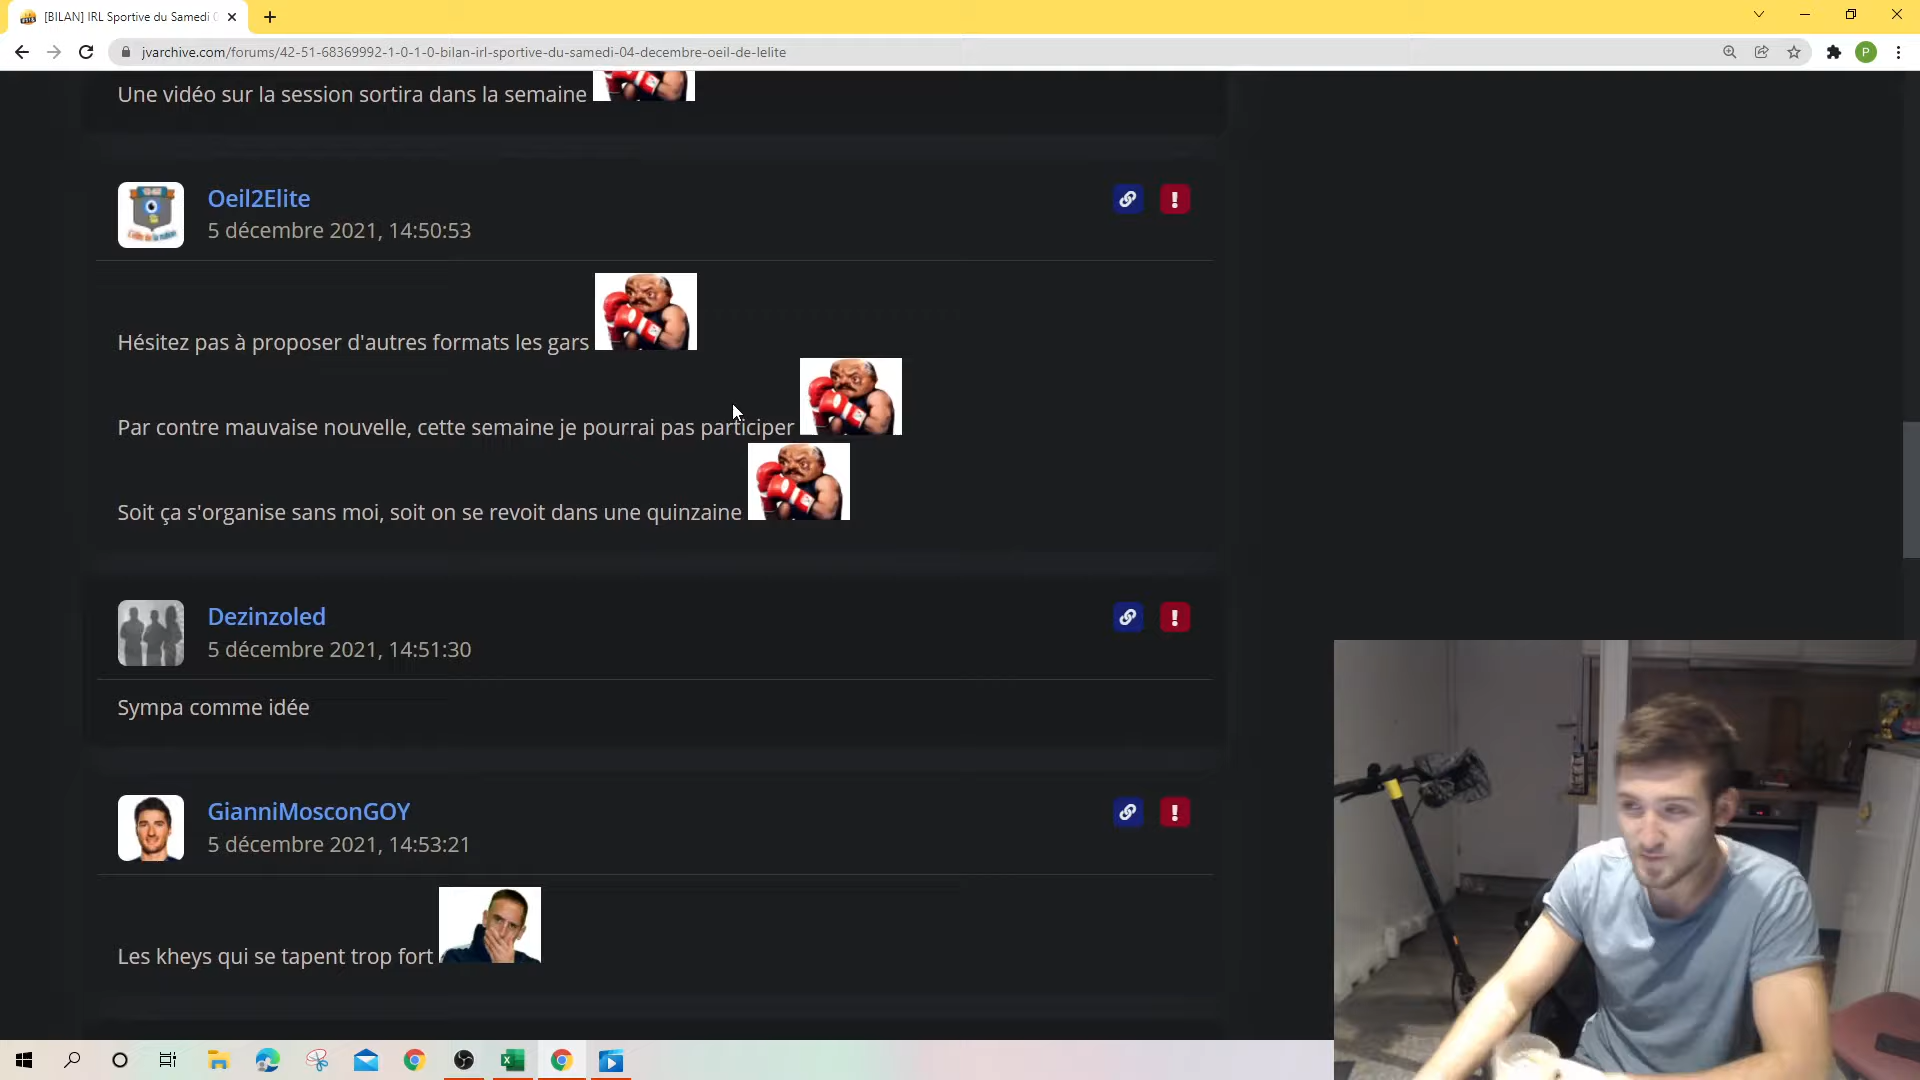 [BILAN] IRL Sportive du Samedi
jvarchive.com/forums/42-51-68369992-1-0-1-0-bilan-irl-sportive-du-samedi-04-decembre-oeil-de-lelite
P
Une vidéo sur la session sortira dans la semaine
Oeil2Elite
5 décembre 2021, 14:50:53
Hésitez pas à proposer d'autres formats les gars
Par contre mauvaise nouvelle, cette semaine je pourrai pas participer
Soit ça s'organise sans moi, soit on se revoit dans une quinzaine
Dezinzoled
5 décembre 2021, 14:51:30
Sympa comme idée
GianniMosconGOY
5 décembre 2021, 14:53:21
Les kheys qui se tapent trop fort